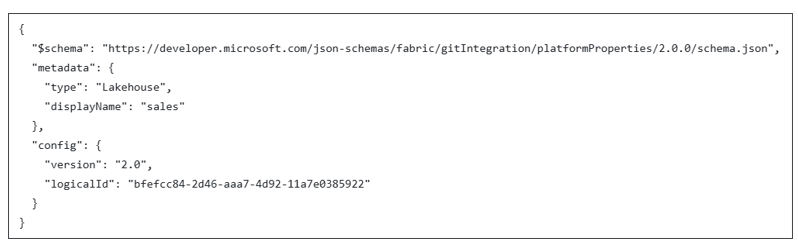 {
"$schema": "https://developer.microsoft.com/json-schemas/fabric/gitIntegration/platformProperties/2.0.0/schema.json",
"metadata": {
"type": "Lakehouse",
"displayName": "sales"
},
"config": {
"version": "2.0",
"logicalId": "bfefcc84-2d46-aaa7-4d92-11a7e0385922"
}
}